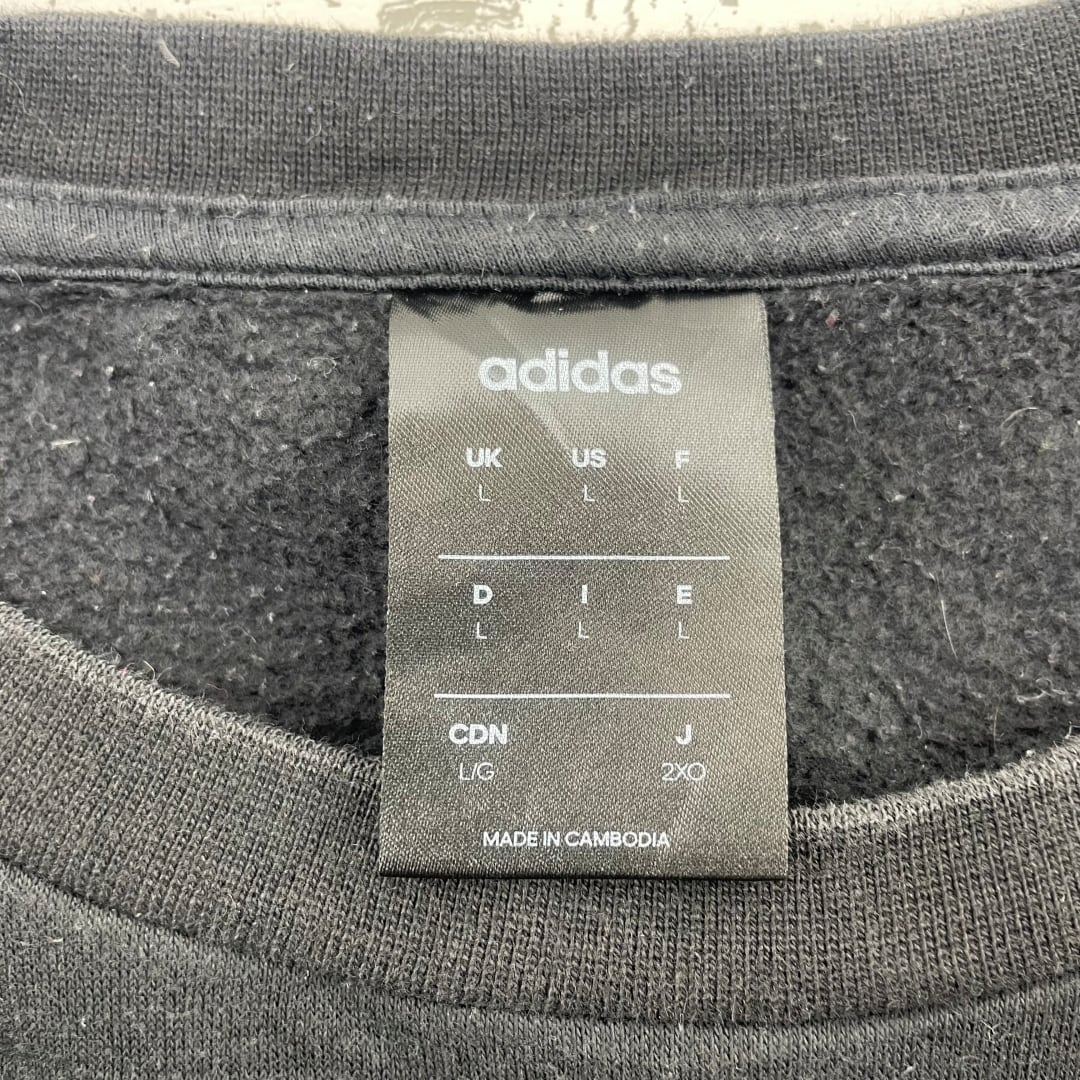 adidas
UK US F
L L L
D I E
L L L
CDN J
L/G 2XO
MADE IN CAMBODIA